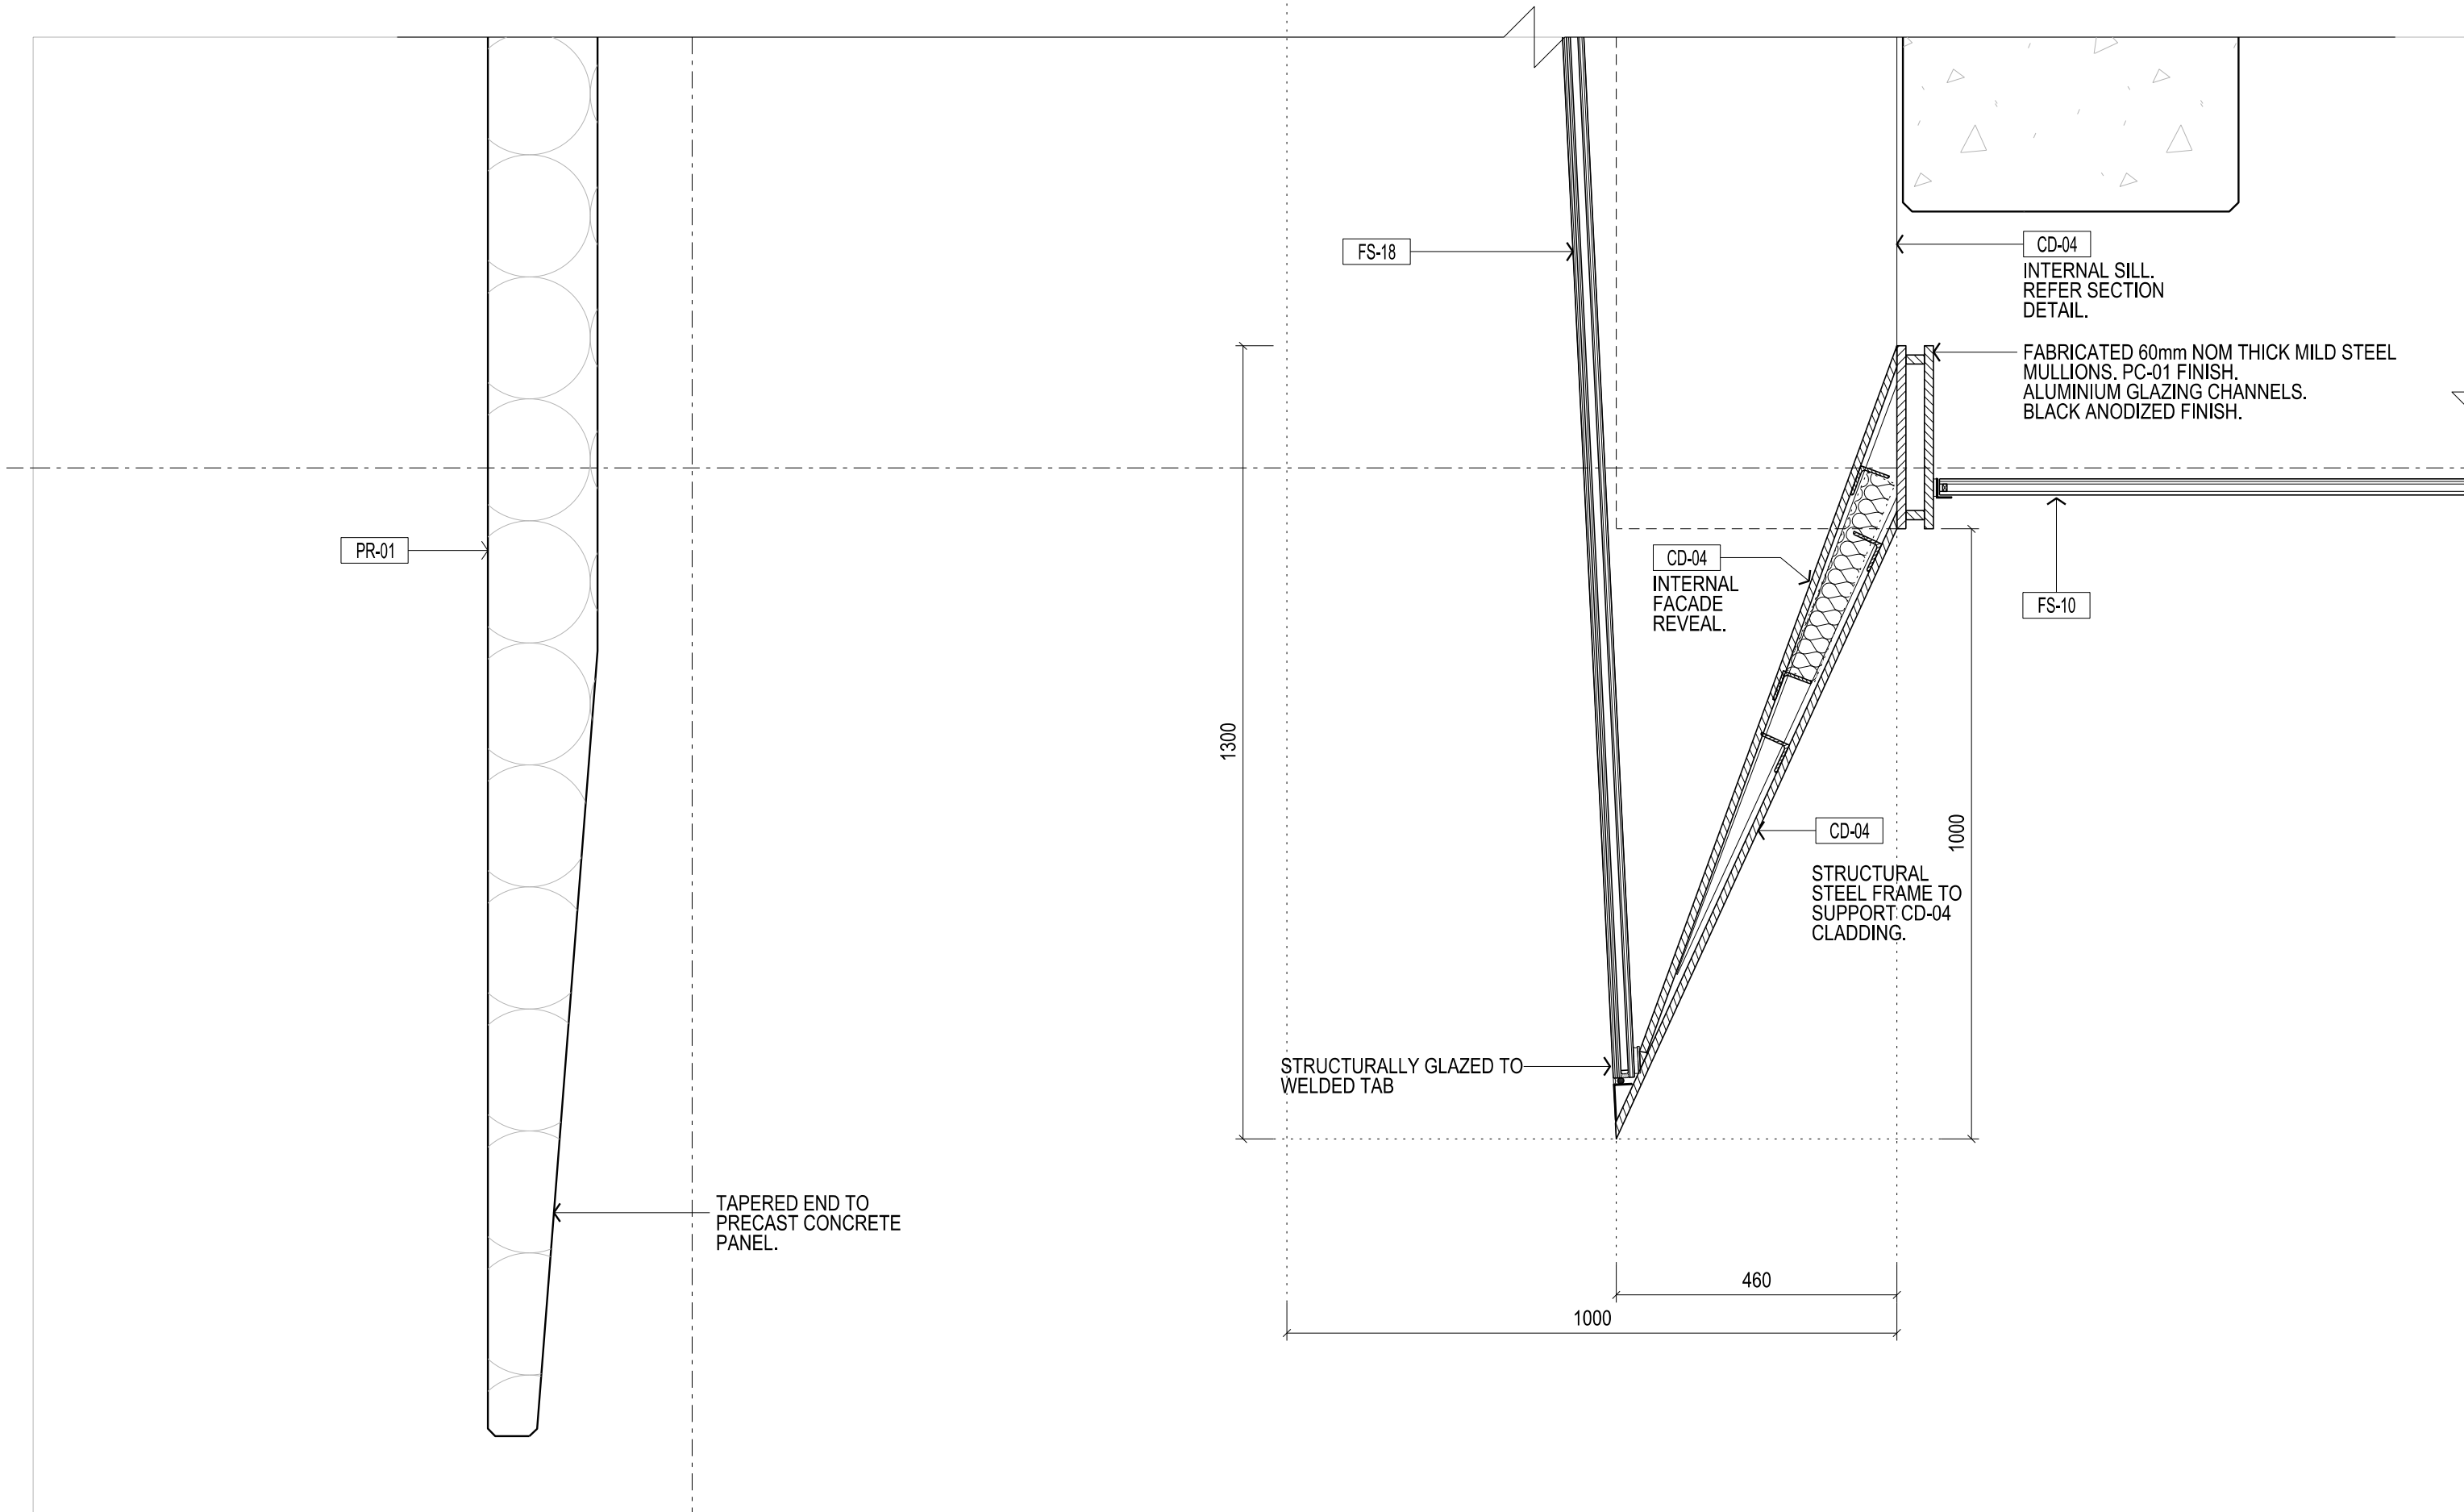 FS-18
CD-04
INTERNAL SILL.
REFER SECTION
DETAIL.
FABRICATED 60mm NOM THICK MILD STEEL
MULLIONS. PC-01 FINISH.
ALUMINIUM GLAZING CHANNELS.
BLACK ANODIZED FINISH.
PR-01
CD-04
INTERNAL
FACADE
REVEAL.
FS-10
1300
CD-04
1000
STRUCTURAL
STEEL FRAME TO
SUPPORT CD-04
CLADDING.
STRUCTURALLY GLAZED TO
WELDED TAB
TAPERED END TO
PRECAST CONCRETE
PANEL.
460
1000